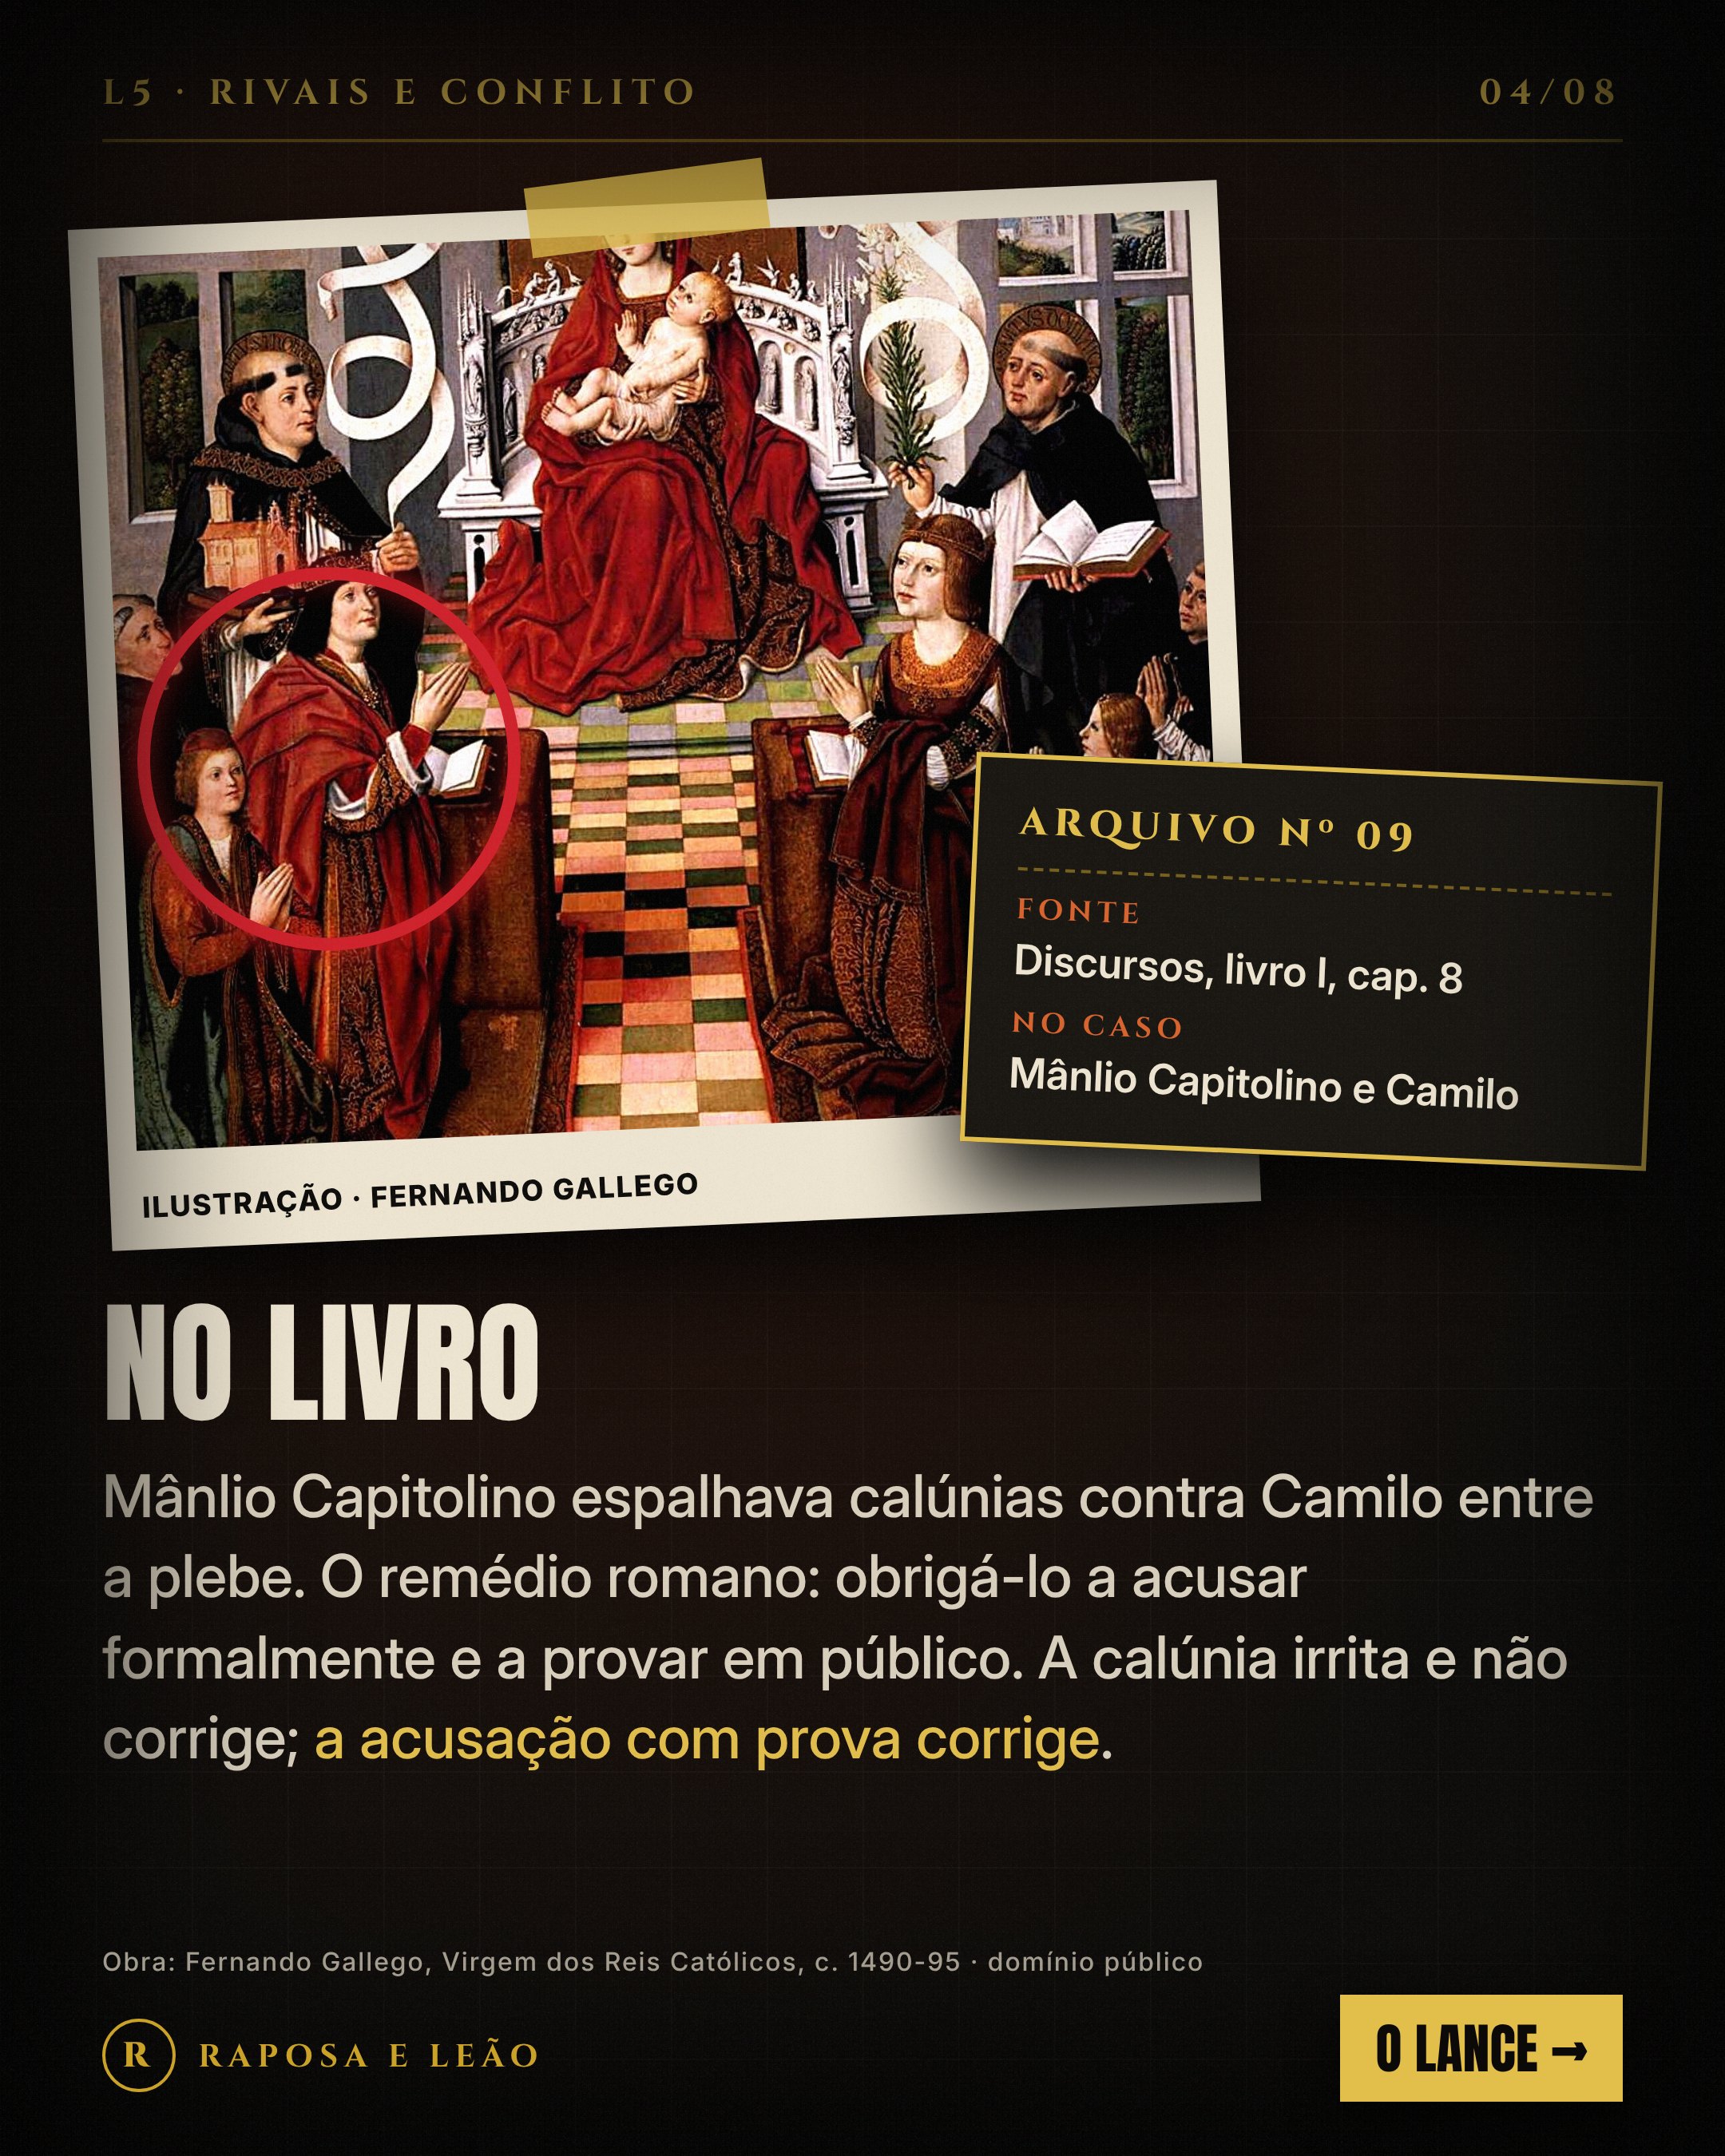 L5 · RIVAIS E CONFLITO
04/08
ARQUIVO Nº 09
FONTE
Discursos, livro I, cap. 8
NO CASO
Mânlio Capitolino e Camilo
ILUSTRAÇÃO · FERNANDO GALLEGO
NO LIVRO
Mânlio Capitolino espalhava calúnias contra Camilo entre
a plebe. O remédio romano: obrigá-lo a acusar
formalmente e a provar em público. A calúnia irrita e não
corrige; a acusação com prova corrige.
Obra: Fernando Gallego, Virgem dos Reis Católicos, c. 1490-95 · domínio público
R RAPOSA E LEÃO
O LANCE →